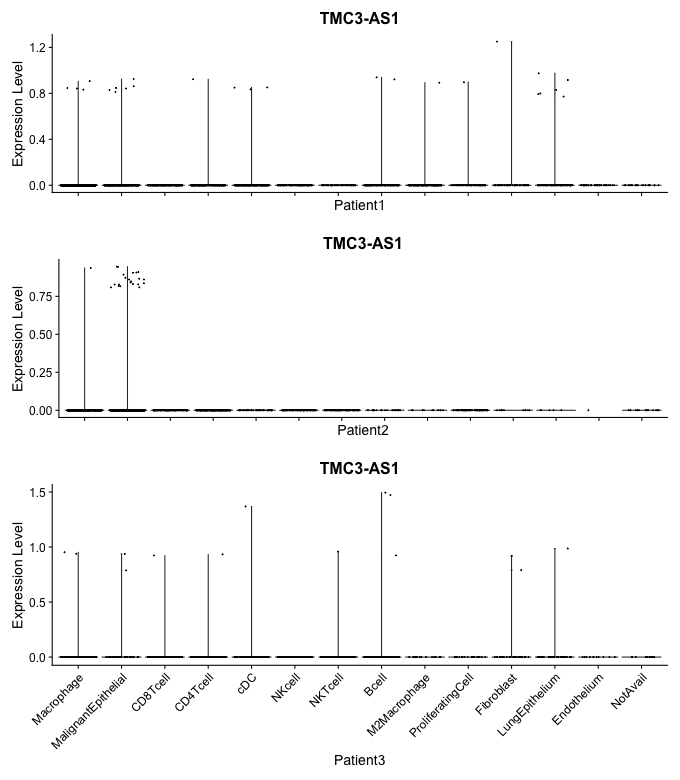 TMC3-AS1
Expression Level
1.2
0.8
0.4
0.0
Patient1
TMC3-AS1
Expression Level
0.75
0.50
0.25
0.00
Patient2
TMC3-AS1
Expression Level
1.5
1.0
0.5
0.0
Macrophage
MalignantEpithelial
CD8Tcell
CD4Tcell
cDC
NKcell
NKTcell
Bcell
M2Macrophage
ProliferatingCell
Fibroblast
LungEpithelium
Endothelium
NotAvail
Patient3